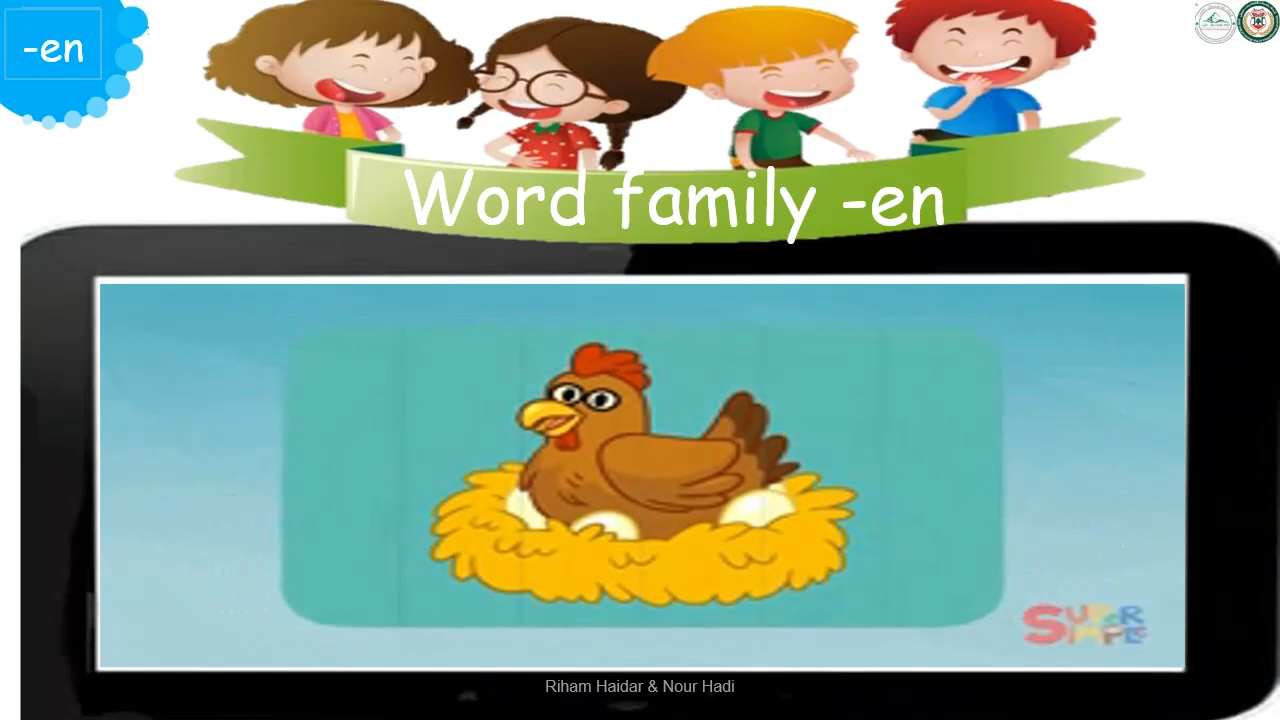 -en
Word family -en
SUPER
SIMPLE
Riham Haidar & Nour Hadi